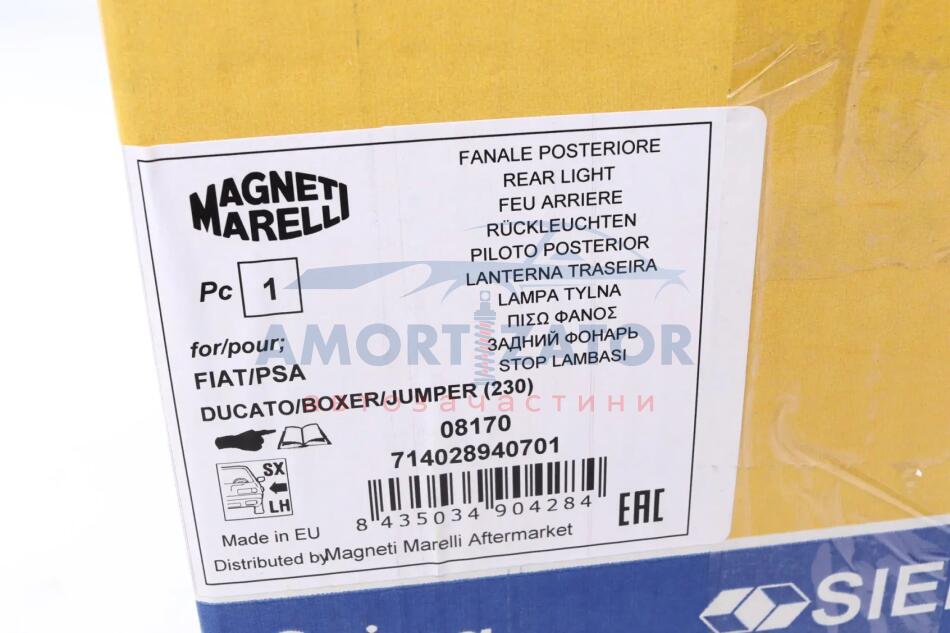 MAGNETI
MARELLI
Pc 1
for/pour;
FIAT/PSA
DUCATO/BOXER/JUMPER (230)
FANALE POSTERIORE
REAR LIGHT
FEU ARRIERE
RÜCKLEUCHTEN
PILOTO POSTERIOR
LANTERNA TRASEIRA
LAMPA TYLNA
ΠΙΣΩ ΦΑΝΟΣ
ЗАДНИЙ ФОНАРЬ
STOP LAMBASI
AMORTIZATOR
автозачастини
08170
714028940701
SX
LH
8 435034 904284
EAC
Made in EU
Distributed by Magneti Marelli Aftermarket